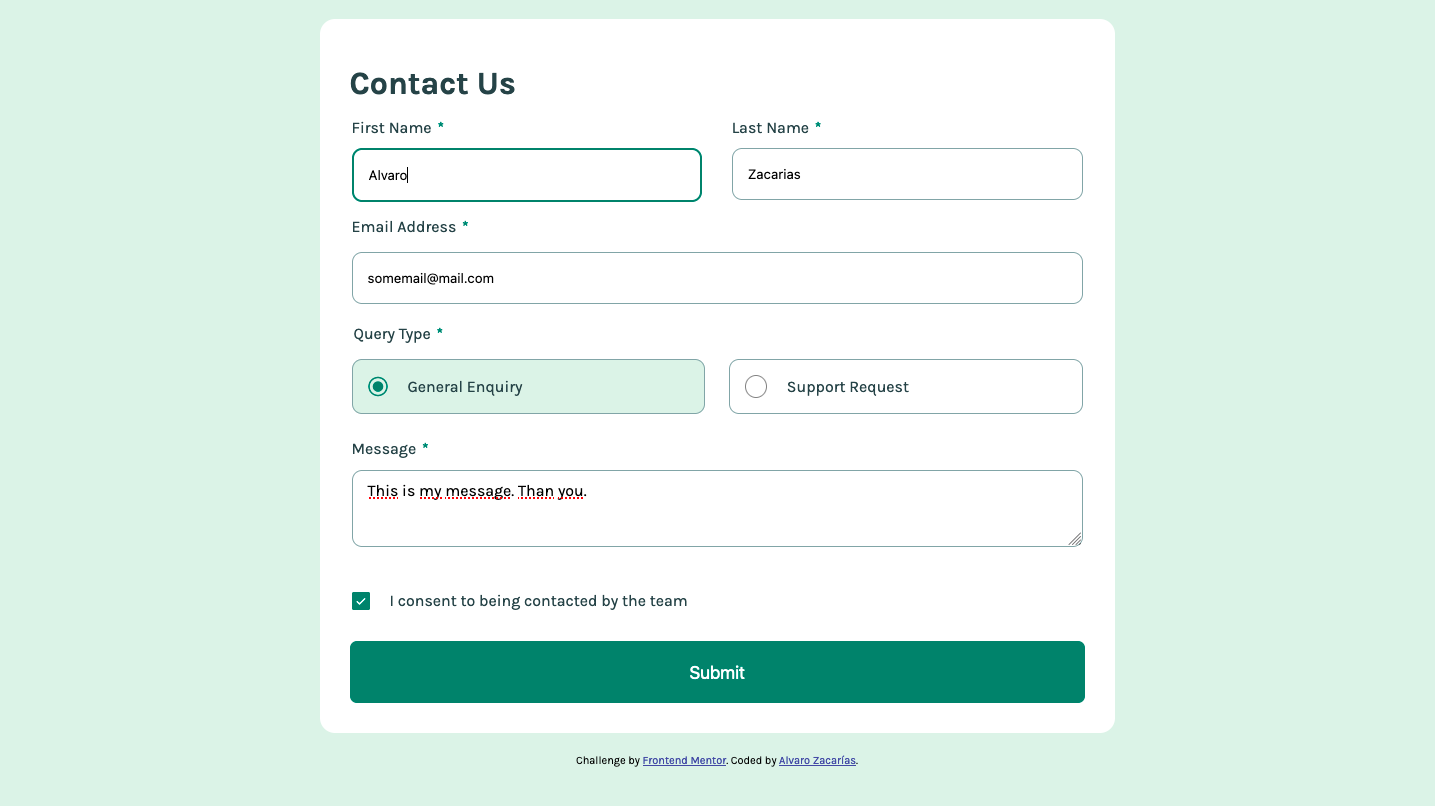 Contact Us
First Name * Last Name *
Alvaro Zacarias
Email Address *
somemail@mail.com
Query Type *
General Enquiry Support Request
Message *
This is my message. Than you.
I consent to being contacted by the team
Submit
Challenge by Frontend Mentor. Coded by Alvaro Zacarías.